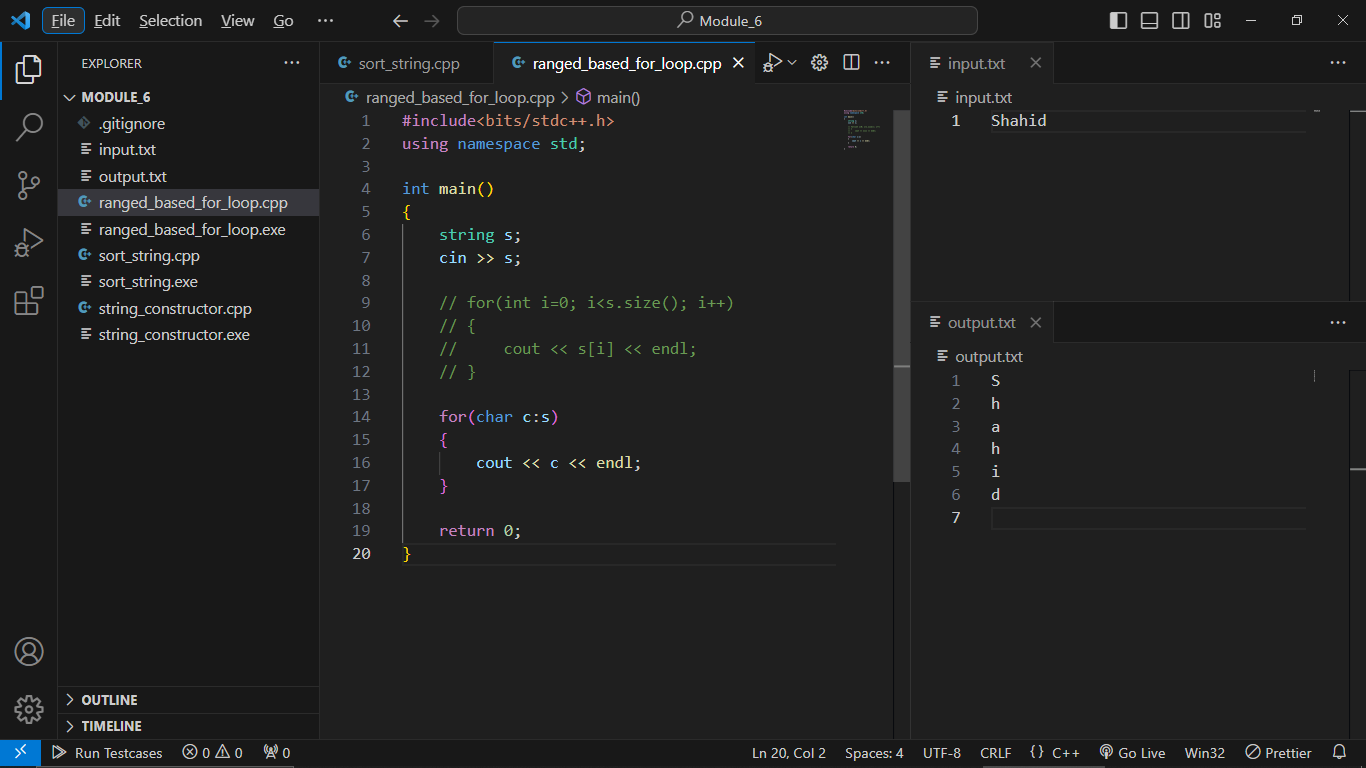 File Edit Selection View Go ··· Module_6
EXPLORER ···
MODULE_6
.gitignore
input.txt
output.txt
ranged_based_for_loop.cpp
ranged_based_for_loop.exe
sort_string.cpp
sort_string.exe
string_constructor.cpp
string_constructor.exe
OUTLINE
TIMELINE
sort_string.cpp ranged_based_for_loop.cpp ···
ranged_based_for_loop.cpp > main()
1 #include<bits/stdc++.h>
2 using namespace std;
3
4 int main()
5 {
6 string s;
7 cin >> s;
8
9 // for(int i=0; i<s.size(); i++)
10 // {
11 //     cout << s[i] << endl;
12 // }
13
14 for(char c:s)
15 {
16 cout << c << endl;
17 }
18
19 return 0;
20 }
input.txt ···
input.txt
1 Shahid
output.txt ···
output.txt
1 S
2 h
3 a
4 h
5 i
6 d
7
Run Testcases 0 0 0 Ln 20, Col 2 Spaces: 4 UTF-8 CRLF {} C++ Go Live Win32 Prettier